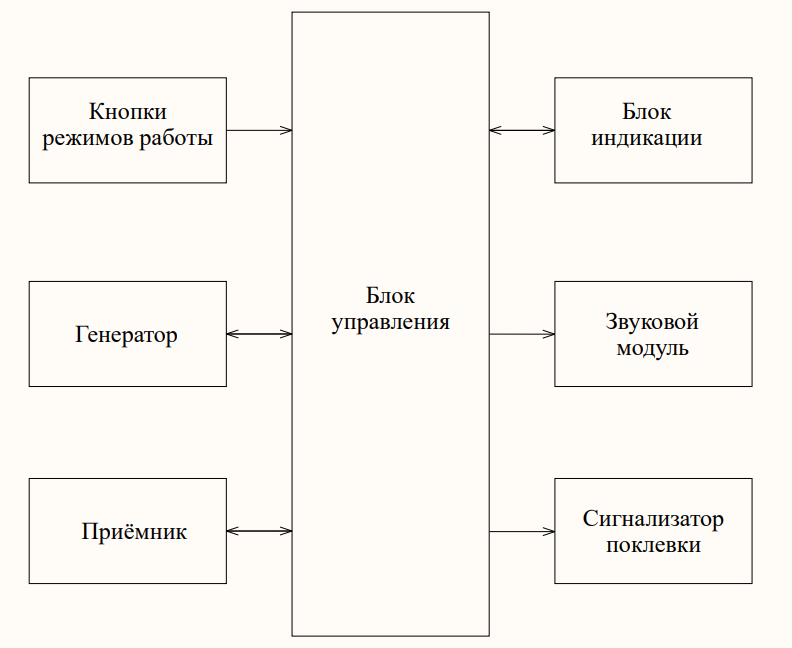 Кнопки
режимов работы
Блок
индикации
Блок
управления
Генератор
Звуковой
модуль
Приёмник
Сигнализатор
поклевки